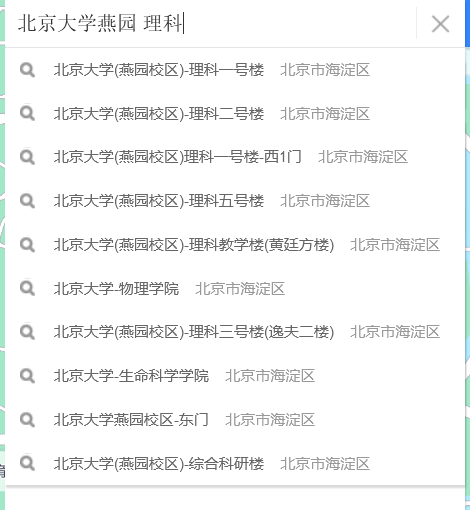 北京大学燕园 理科
北京大学(燕园校区)-理科一号楼 北京市海淀区
北京大学(燕园校区)-理科二号楼 北京市海淀区
北京大学(燕园校区)理科一号楼-西1门 北京市海淀区
北京大学(燕园校区)-理科五号楼 北京市海淀区
北京大学(燕园校区)-理科教学楼(黄廷方楼) 北京市海淀区
北京大学-物理学院 北京市海淀区
北京大学(燕园校区)-理科三号楼(逸夫二楼) 北京市海淀区
北京大学-生命科学学院 北京市海淀区
北京大学燕园校区-东门 北京市海淀区
北京大学(燕园校区)-综合科研楼 北京市海淀区